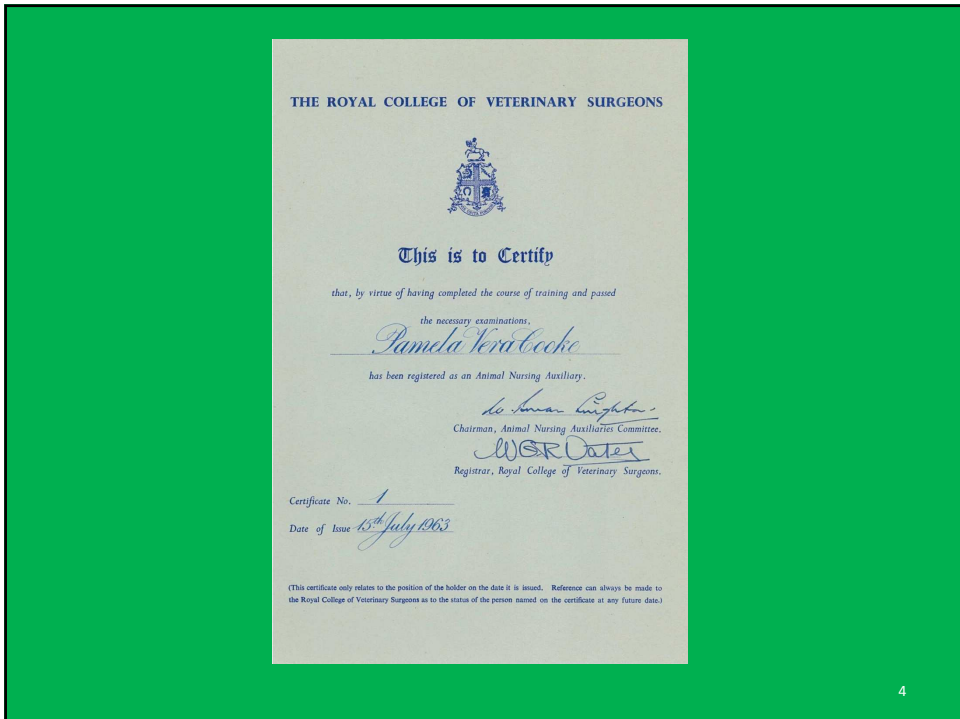 THE ROYAL COLLEGE OF VETERINARY SURGEONS
This is to Certify
that, by virtue of having completed the course of training and passed
the necessary examinations,
Pamela Vera Cooke
has been registered as an Animal Nursing Auxiliary.
Chairman, Animal Nursing Auxiliaries Committee.
Registrar, Royal College of Veterinary Surgeons.
Certificate No. 1
Date of Issue 15th July 1963
(This certificate only relates to the position of the holder on the date it is issued. Reference can always be made to
the Royal College of Veterinary Surgeons as to the status of the person named on the certificate at any future date.)
4